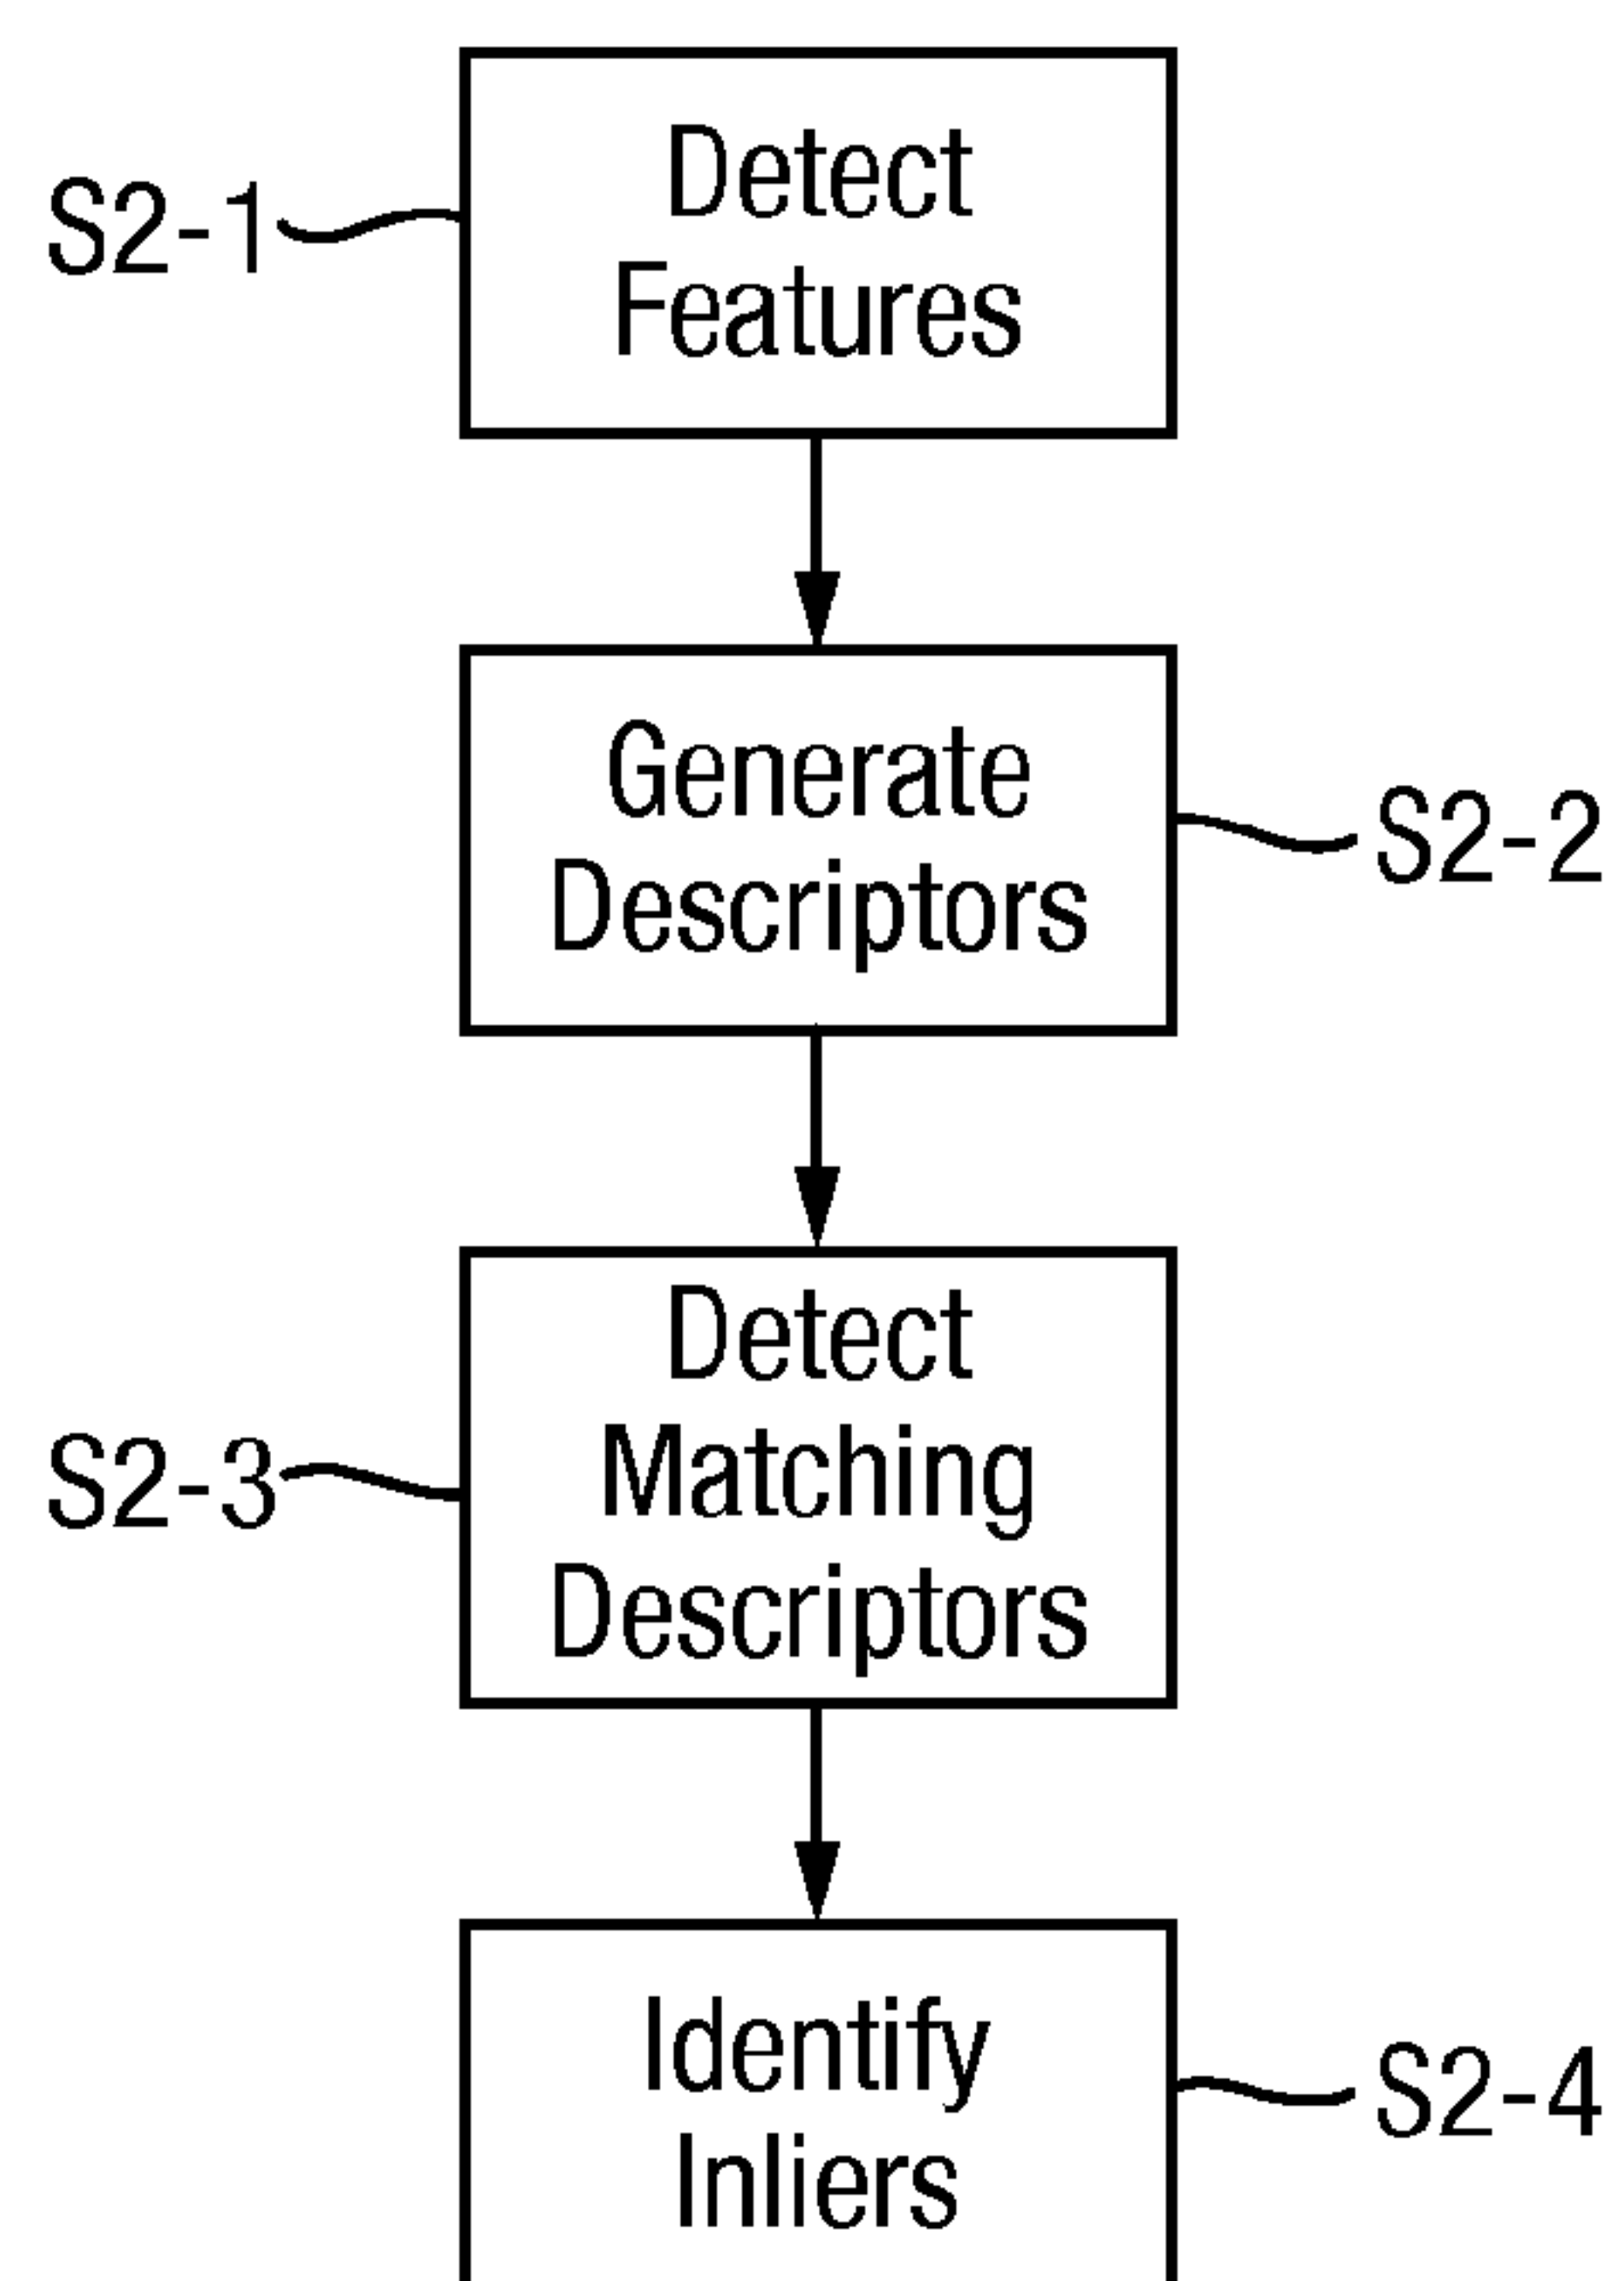 S2-1
Detect
Features
Generate
Descriptors
S2-2
Detect
Matching
Descriptors
S2-3
Identify
Inliers
S2-4